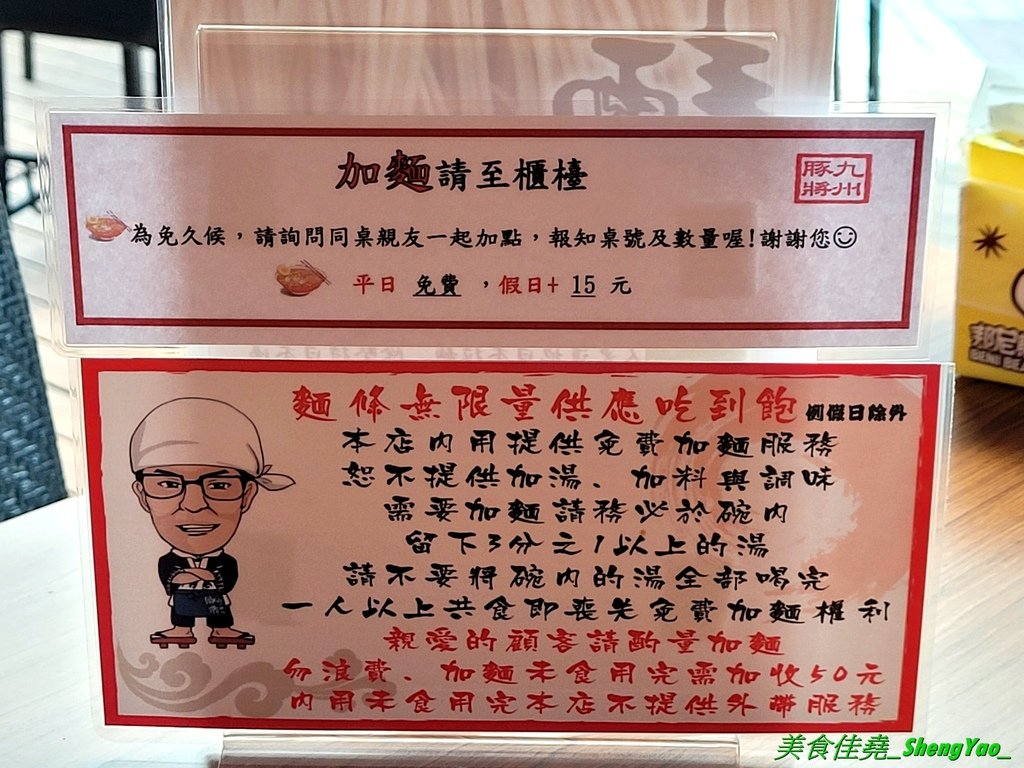 加麵請至櫃檯
九州
豚將
為免久候，請詢問同桌親友一起加點，報知桌號及數量喔!謝謝您
平日 免費 ，假日+ 15 元
麵條無限量供應吃到飽 例假日除外
本店內用提供免費加麵服務
恕不提供加湯、加料與調味
需要加麵請務必於碗內
留下3分之1以上的湯
請不要將碗內的湯全部喝完
一人以上共食即喪失免費加麵權利
親愛的顧客請酌量加麵
勿浪費、加麵未食用完需加收50元
內用未食用完本店不提供外帶服務
美食佳堯_ShengYao_